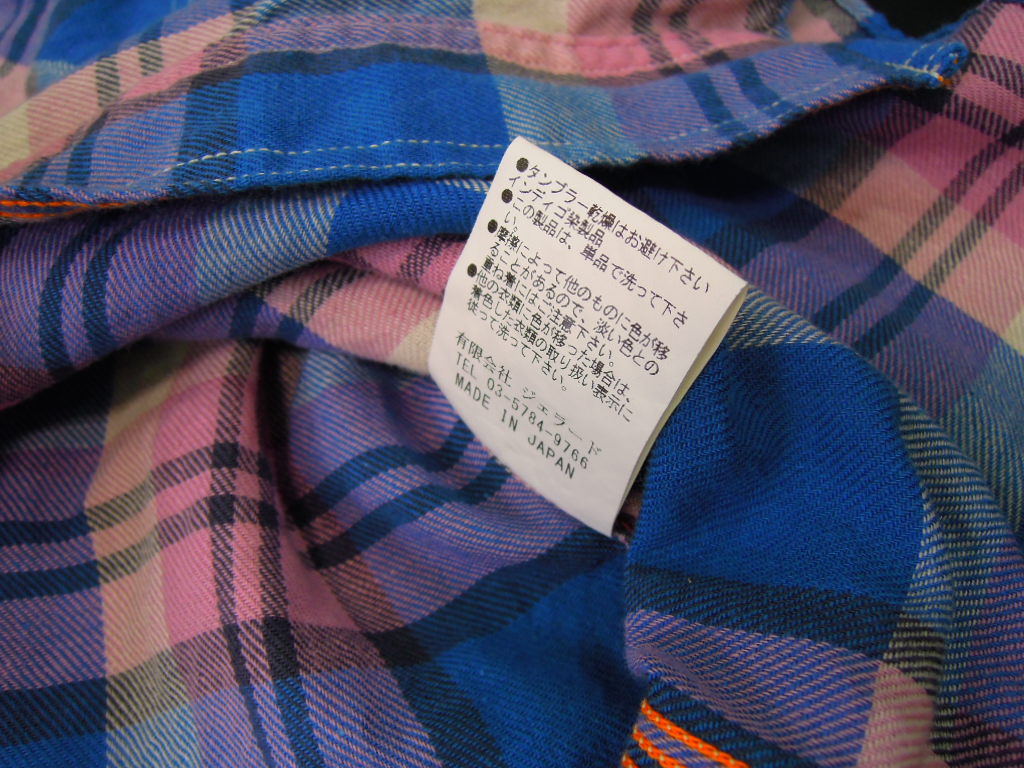 ●タンブラー乾燥はお避け下さい
インディゴ染製品
●この製品は、単品で洗って下さ
い。
●摩擦によって他のものに色が移
ることがあるので、淡い色との
重ね着にはご注意下さい。
●他の衣類に色が移った場合は、
着色した衣類の取り扱い表示に
従って洗って下さい。
有限会社 ジェラード
TEL 03-5784-9766
MADE IN JAPAN